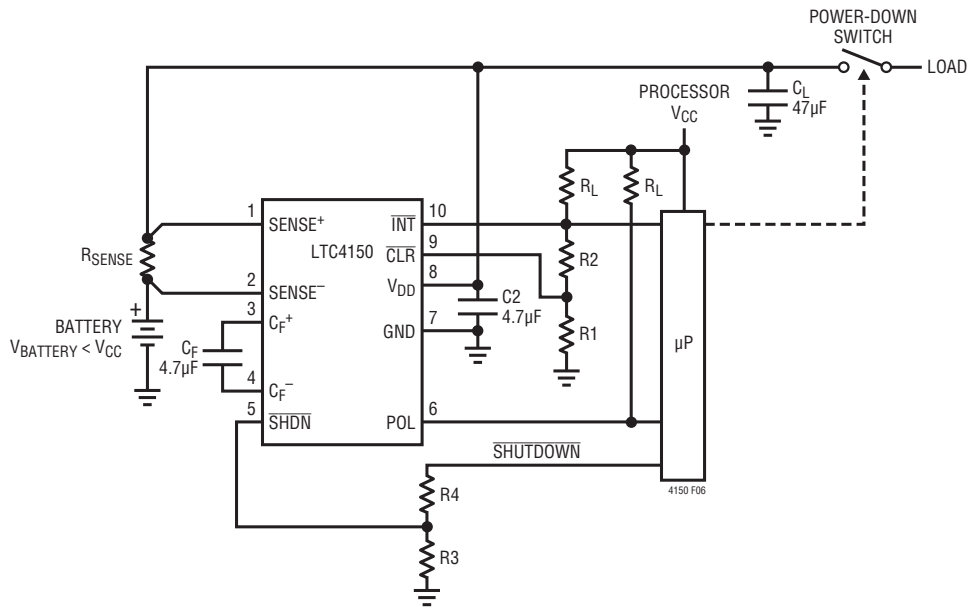 POWER-DOWN
SWITCH
LOAD
PROCESSOR
VCC
CL
47µF
RL
RL
1
SENSE+
INT
10
LTC4150
CLR
9
R2
RSENSE
VDD
8
2
SENSE−
C2
4.7µF
3
CF+
GND
7
R1
µP
+
BATTERY
VBATTERY < VCC
CF
4.7µF
4
CF−
5
SHDN
POL
6
SHUTDOWN
4150 F06
R4
R3